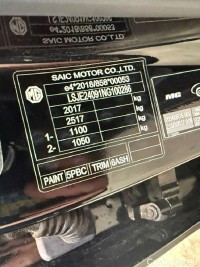 SAIC MOTOR CO.,LTD.
e4*2018/858*00053
LSJE24091NG100286
2017 kg
2517 kg
1- 1100 kg
2- 1050 kg
PAINT 5PBC TRIM 6ASH
MG